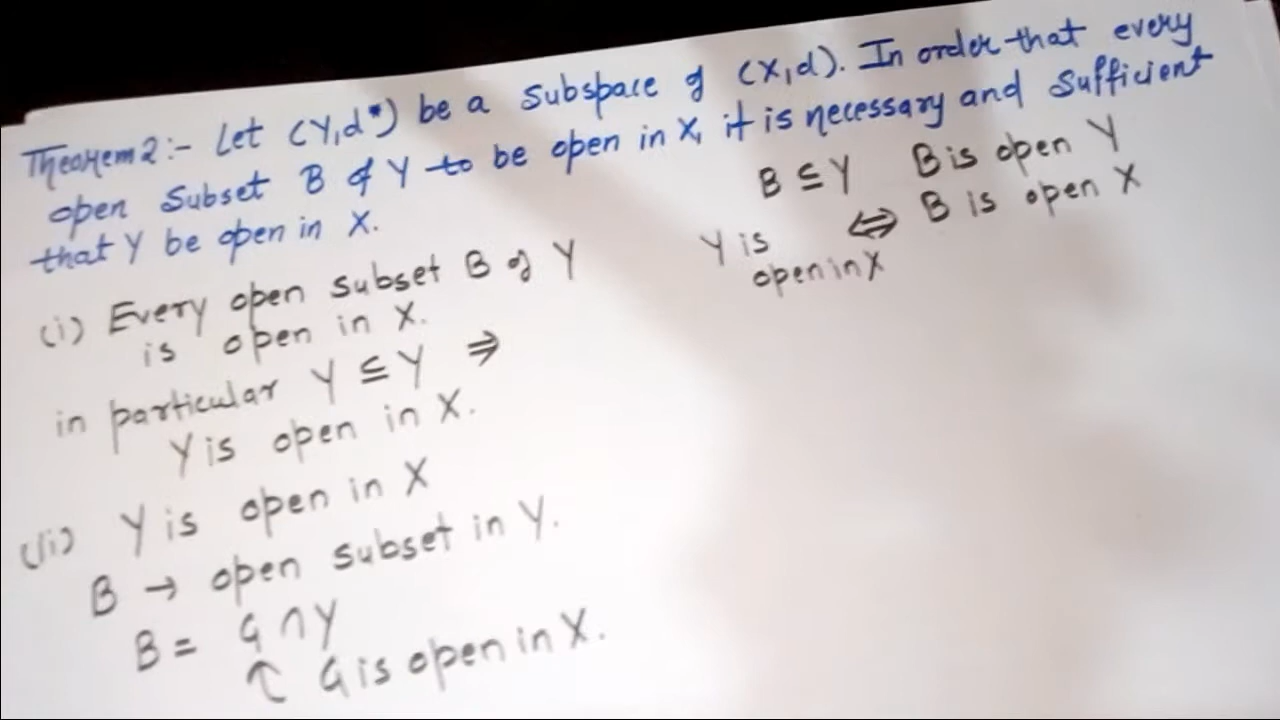 Theorem 2:- Let (Y, d*) be a subspace of (X, d). In order that every
open subset B of Y to be open in X, it is necessary and sufficient
that Y be open in X.
B ⊆ Y B is open Y
Y is ⇔ B is open X
open in X
(i) Every open subset B of Y
is open in X.
in particular Y ⊆ Y ⇒
Y is open in X.
(ii) Y is open in X
B → open subset in Y.
B = G ∩ Y
↑ G is open in X.